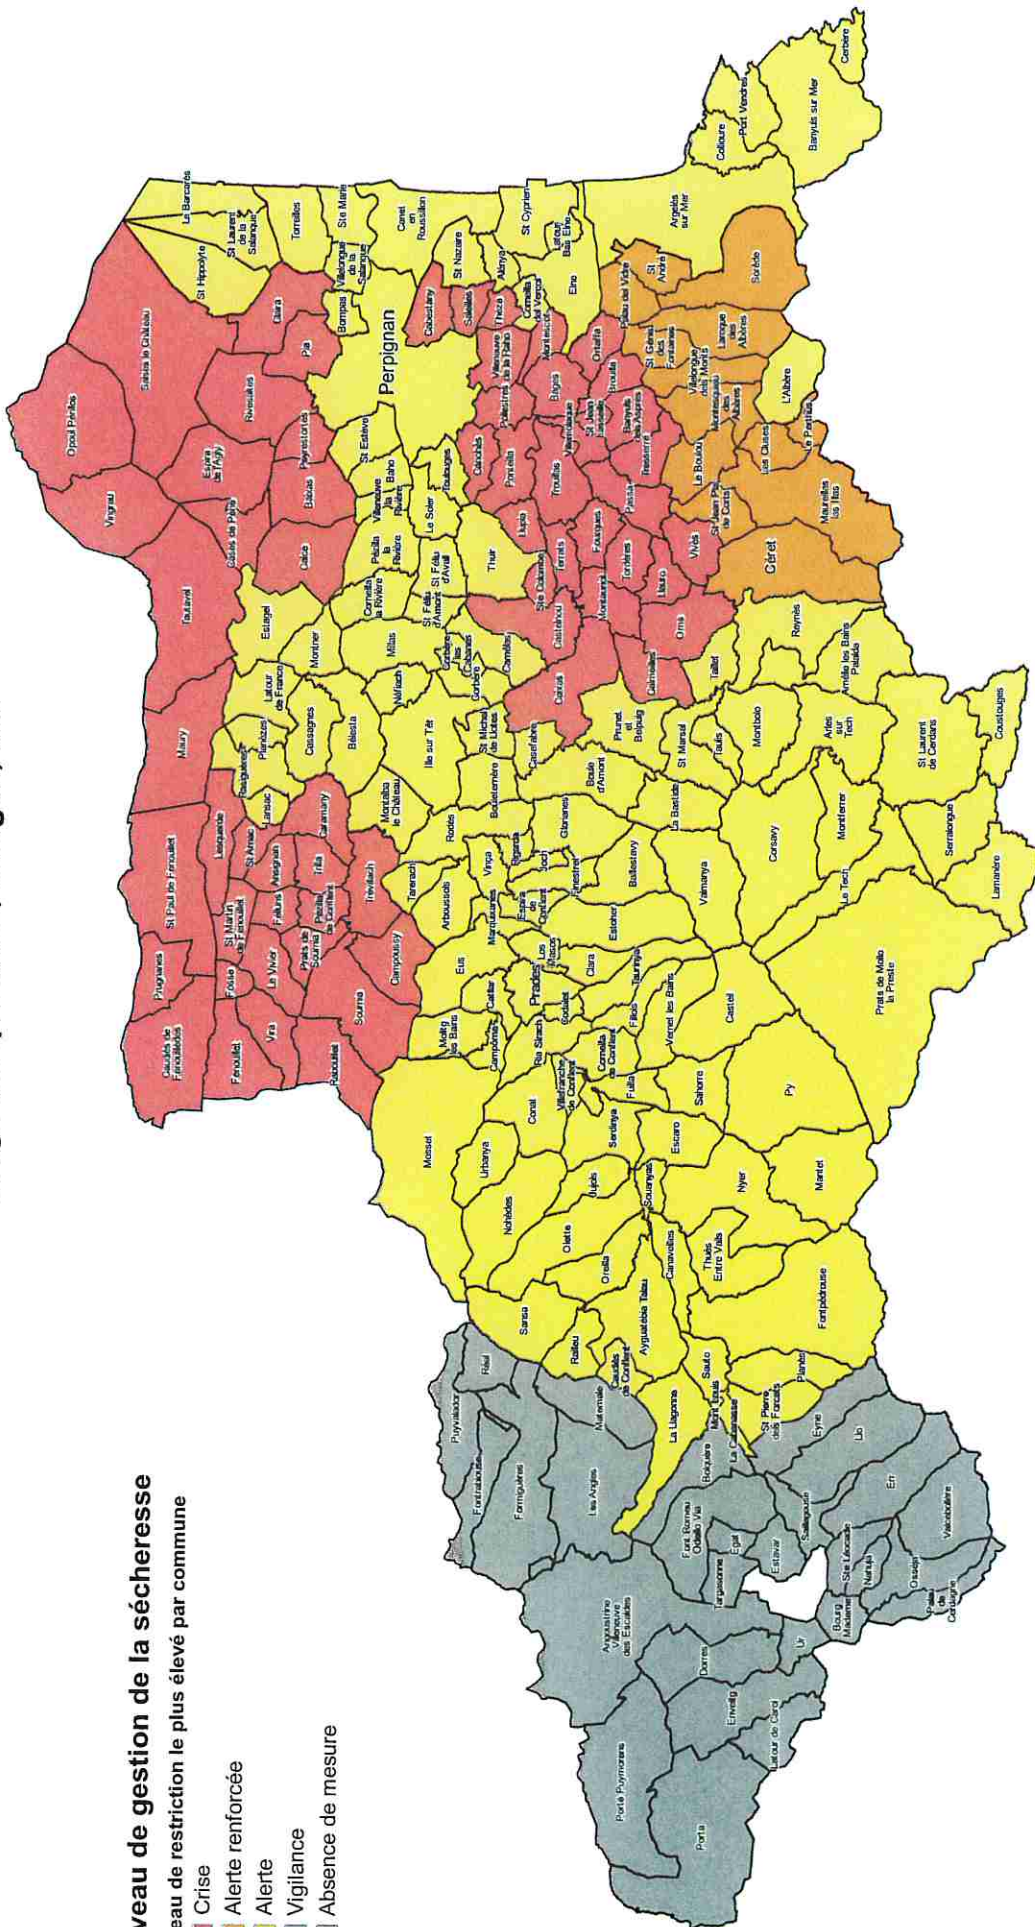 veau de gestion de la sécheresse
eau de restriction le plus élevé par commune
Crise
Alerte renforcée
Alerte
Vigilance
Absence de mesure
Opoul Périllos
Vingrau
Salses le Château
Le Barcarès
St Hippolyte
St Laurent
de la
Salanque
Torreilles
Claira
Rivesaltes
Espira
de l'Agly
Tautavel
Cases de Pène
Pia
Peyrestortes
Baixas
Calce
Ste Marie
Villelongue
de la
Salanque
Bompas
Perpignan
Canet
en
Roussillon
Cabestany
Saleilles
St Nazaire
Alénya
Théza
Corneilla
del Vercol
St Cyprien
Latour
Bas Elne
Elne
Montescot
Villeneuve
de la Raho
Pollestres
Bages
Ortaffa
Brouilla
St Jean
Lasseille
Banyuls
dels Aspres
Tresserre
Villemolaque
Trouillas
Ponteilla
Canohès
Toulouges
St Estève
Baho
Villeneuve
la
Rivière
Le Soler
Pézilla
la
Rivière
Corneilla
la Rivière
St Féliu
d'Avall
St Féliu
d'Amont
Thuir
Llupia
Terrats
Fourques
Passa
Ste Colombe
Castelnou
Montauriol
Tordères
Llauro
Vivès
Oms
Calmeilles
Caixas
Camélas
Corbère
les
Cabanes
Corbère
Millas
Néfiach
Montner
Estagel
Latour
de France
Cassagnes
Bélesta
Planèzes
Rasiguères
Lansac
Maury
St Paul de Fenouillet
Lesquerde
St Arnac
Ansignan
Caramany
Trilla
Trévillach
Pézilla
de Conflent
Felluns
St Martin
de Fenouillet
Prugnanes
Caudiès de
Fenouillèdes
Fosse
Le Vivier
Prats de
Sournia
Fenouillet
Vira
Sournia
Campoussy
Rabouillet
Montalba
le Château
Ille sur Têt
St Michel
de Llotes
Casefabre
Bouleternère
Rodès
Tarerach
Arboussols
Vinça
Rigarda
Joch
Finestret
Glorianes
Boule
d'Amont
Prunet
et
Belpuig
St Marsal
Taulis
Taillet
La Bastide
Baillestavy
Valmanya
Estoher
Espira
de
Conflent
Marquixanes
Eus
Los
Masos
Prades
Clara
Catllar
Codalet
Taurinya
Fillols
Vernet les Bains
Casteil
Molitg
les Bains
Campôme
Ria Sirach
Villefranche
de Conflent
Corneilla
de Conflent
Fuilla
Sahorre
Py
Conat
Serdinya
Escaro
Mosset
Urbanya
Nohèdes
Jujols
Souanyas
Nyer
Mantet
Olette
Oreilla
Canaveilles
Thuès
Entre Valls
Fontpédrouse
Sansa
Railleu
Ayguatébia Talau
Caudiès
de Conflent
Sauto
Mont Louis
La Cabanasse
St Pierre
dels Forcats
Planès
La Llagonne
Prats de Mollo
la Preste
Le Tech
Corsavy
Montferrer
Serralongue
Lamanère
St Laurent
de Cerdans
Coustouges
Arles
sur
Tech
Montbolo
Amélie les Bains
Palalda
Reynès
Céret
Maureillas
las Illas
St Jean Pla
de Corts
Le Boulou
Les Cluses
Le Perthus
L'Albère
Montesquieu
des
Albères
Villelongue
dels Monts
Laroque
des
Albères
St Génis
des
Fontaines
Palau del Vidre
St
André
Sorède
Argelès
sur Mer
Collioure
Port Vendres
Banyuls sur Mer
Cerbère
Puyvalador
Réal
Fontrabiouse
Formiguères
Matemale
Les Angles
Bolquère
Font Romeu
Odeillo Via
Egat
Targasonne
Estavar
Saillagouse
Eyne
Llo
Err
Ste Léocadie
Nahuja
Osséja
Valcebollère
Palau
de
Cerdagne
Bourg
Madame
Ur
Angoustrine
Villeneuve
des Escaldes
Dorres
Enveitg
Latour de Carol
Porté Puymorens
Porta